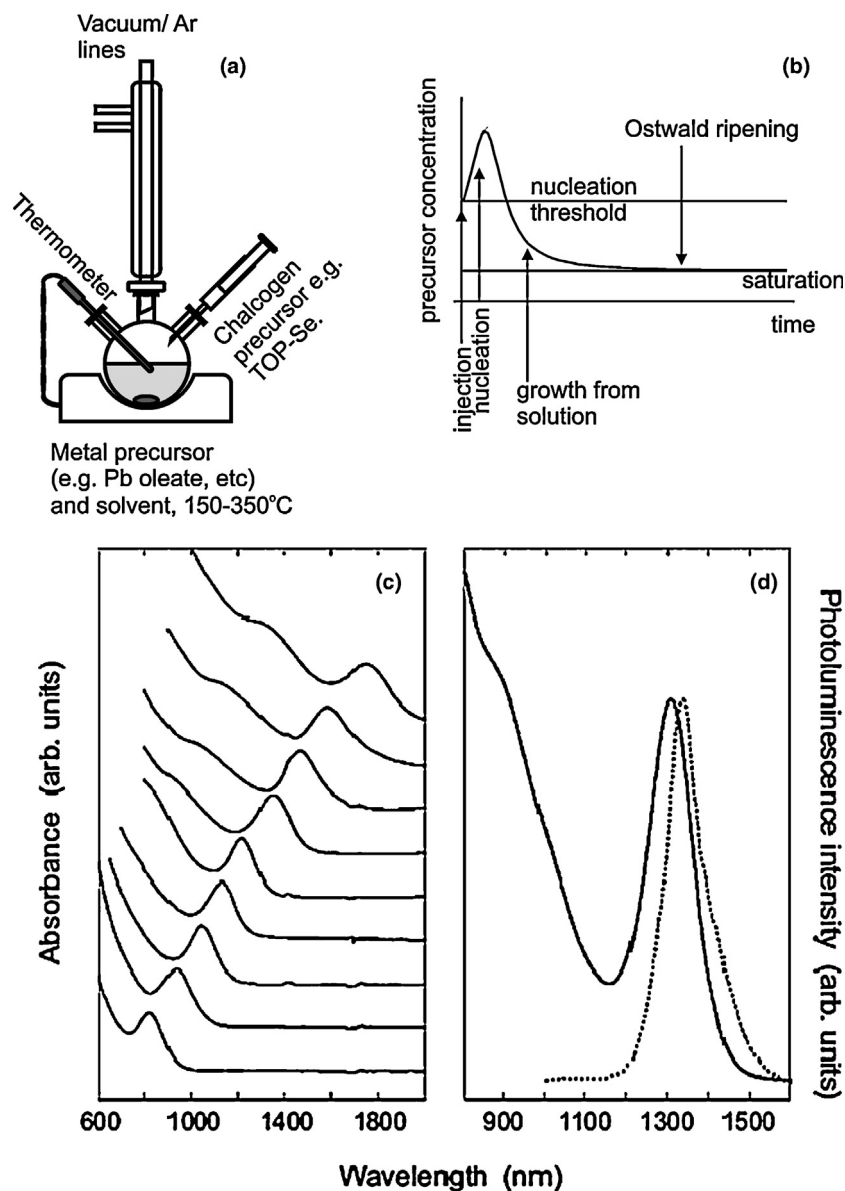 Vacuum/ Ar
lines
(a)
Thermometer
Chalcogen
precursor e.g.
TOP-Se.
Metal precursor
(e.g. Pb oleate, etc)
and solvent, 150-350°C
(b)
precursor concentration
Ostwald ripening
nucleation
threshold
saturation
time
injection
nucleation
growth from
solution
(c)
Absorbance (arb. units)
600 1000 1400 1800
(d)
Photoluminescence intensity (arb. units)
900 1100 1300 1500
Wavelength (nm)